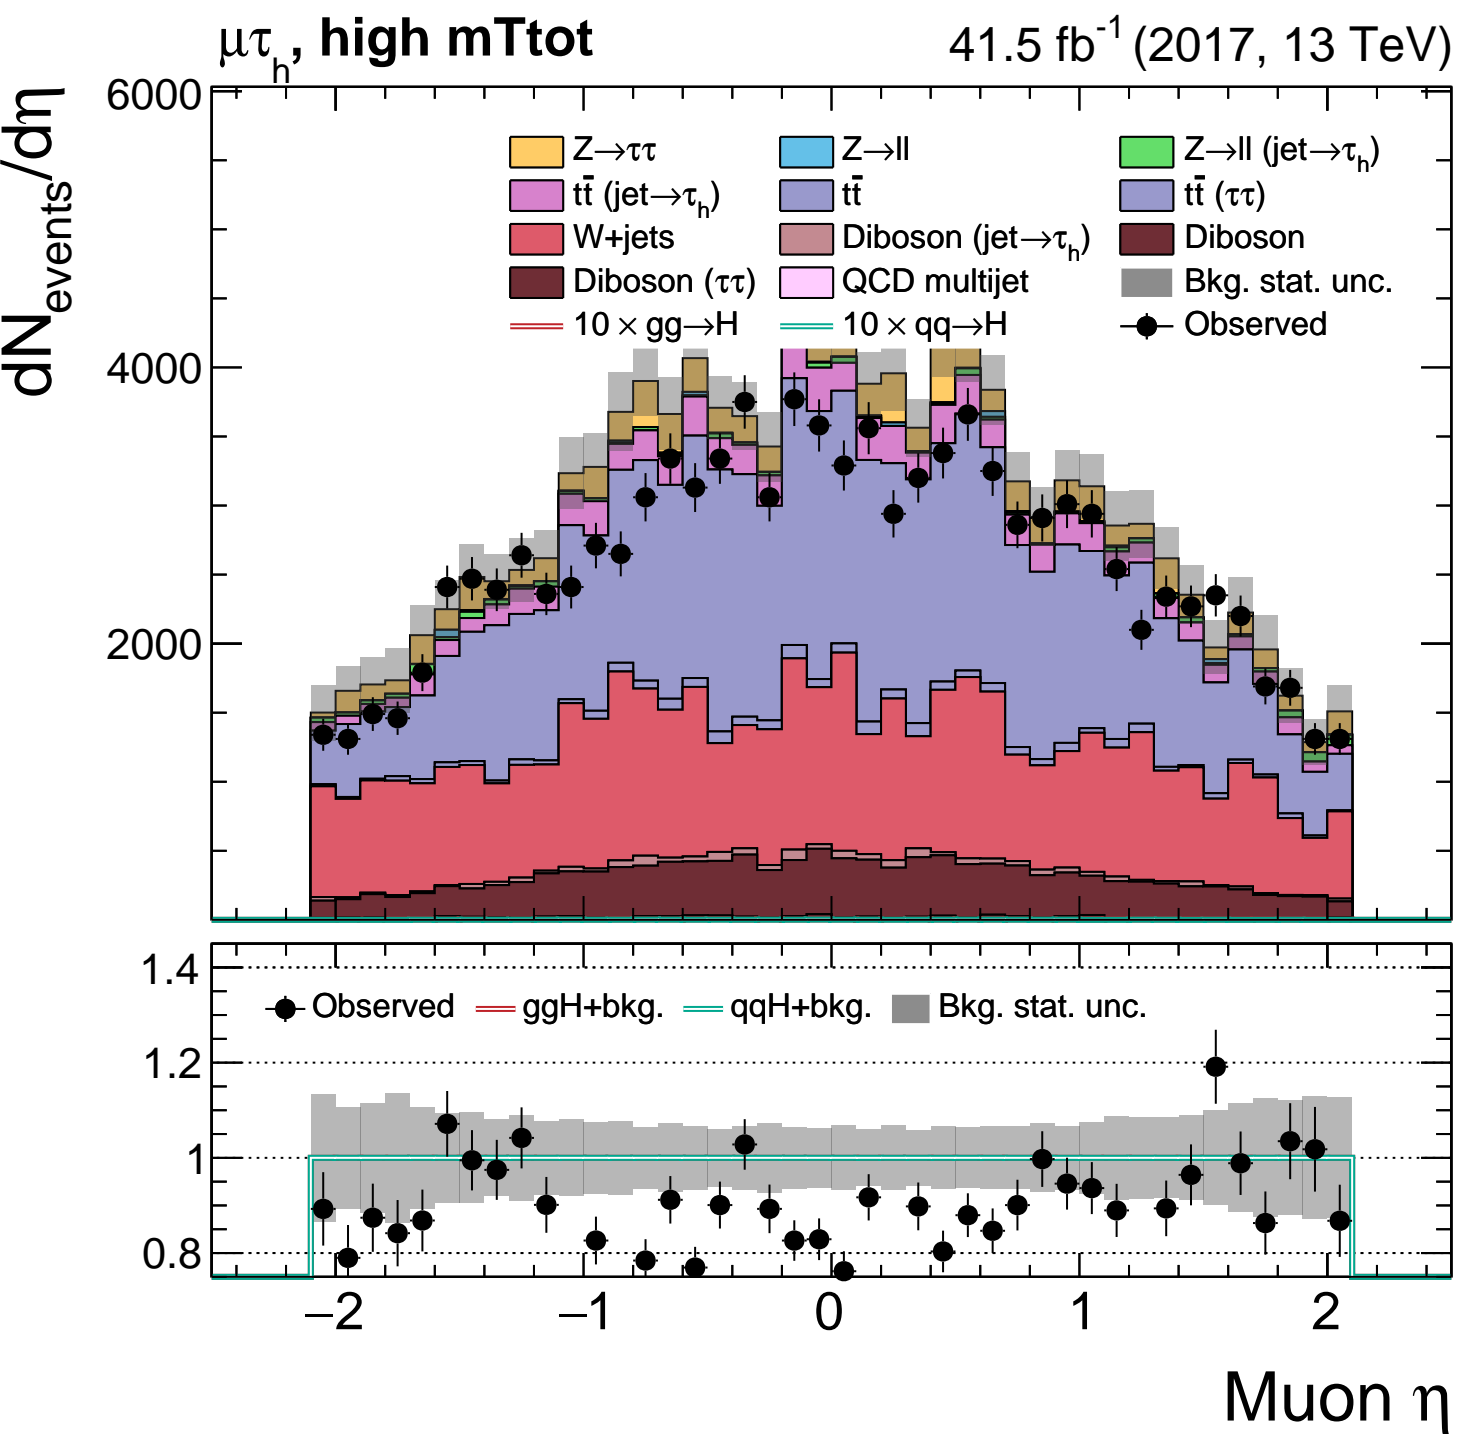 μτh, high mTtot 41.5 fb-1 (2017, 13 TeV)
dNevents/dη
6000
4000
2000
Z→ττ Z→ll Z→ll (jet→τh)
tt̄ (jet→τh) tt̄ tt̄ (ττ)
W+jets Diboson (jet→τh) Diboson
Diboson (ττ) QCD multijet Bkg. stat. unc.
10 × gg→H 10 × qq→H Observed
1.4
1.2
1
0.8
Observed ggH+bkg. qqH+bkg. Bkg. stat. unc.
−2 −1 0 1 2
Muon η